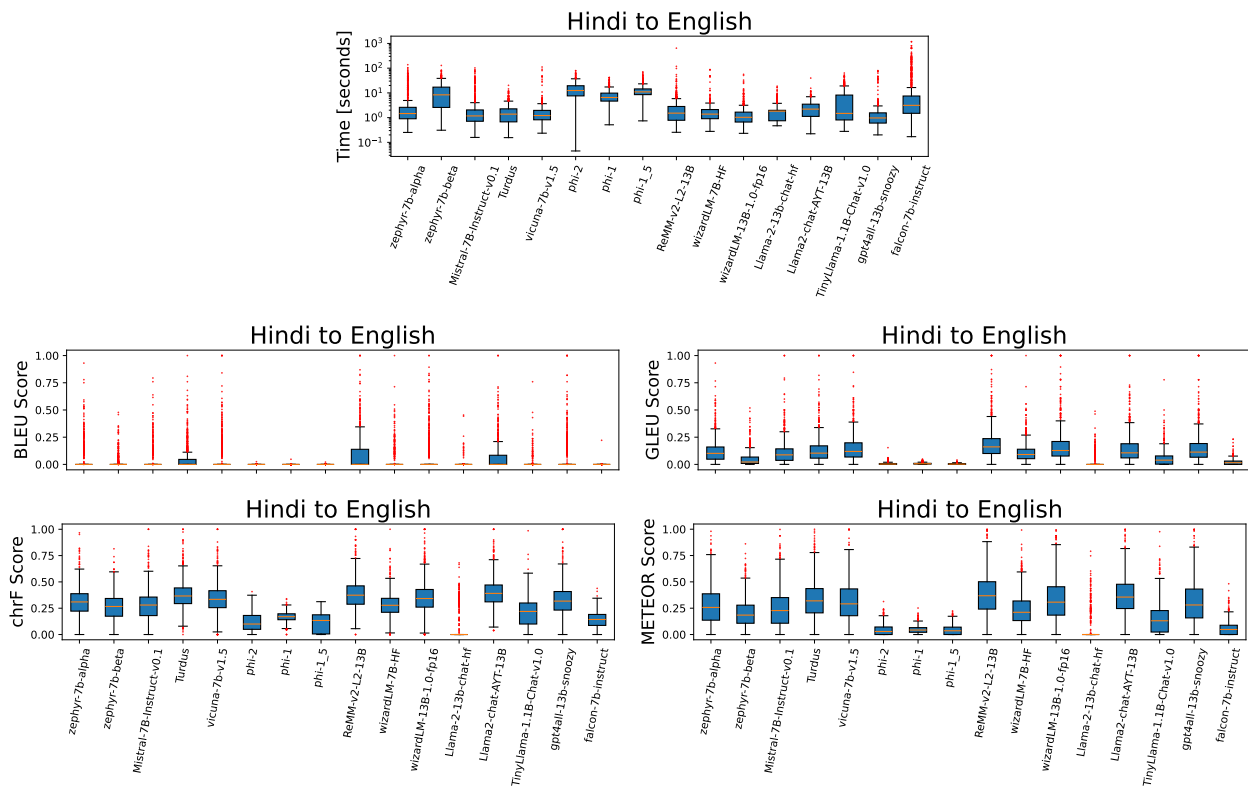 Hindi to English
Time [seconds]
10³
10²
10¹
10⁰
10⁻¹
zephyr-7b-alpha
zephyr-7b-beta
Mistral-7B-Instruct-v0.1
Turdus
vicuna-7b-v1.5
phi-2
phi-1
phi-1_5
ReMM-v2-L2-13B
wizardLM-7B-HF
wizardLM-13B-1.0-fp16
Llama-2-13b-chat-hf
Llama2-chat-AYT-13B
TinyLlama-1.1B-Chat-v1.0
gpt4all-13b-snoozy
falcon-7b-instruct
Hindi to English
BLEU Score
1.00
0.75
0.50
0.25
0.00
Hindi to English
GLEU Score
1.00
0.75
0.50
0.25
0.00
Hindi to English
chrF Score
1.00
0.75
0.50
0.25
0.00
zephyr-7b-alpha
zephyr-7b-beta
Mistral-7B-Instruct-v0.1
Turdus
vicuna-7b-v1.5
phi-2
phi-1
phi-1_5
ReMM-v2-L2-13B
wizardLM-7B-HF
wizardLM-13B-1.0-fp16
Llama-2-13b-chat-hf
Llama2-chat-AYT-13B
TinyLlama-1.1B-Chat-v1.0
gpt4all-13b-snoozy
falcon-7b-instruct
Hindi to English
METEOR Score
1.00
0.75
0.50
0.25
0.00
zephyr-7b-alpha
zephyr-7b-beta
Mistral-7B-Instruct-v0.1
Turdus
vicuna-7b-v1.5
phi-2
phi-1
phi-1_5
ReMM-v2-L2-13B
wizardLM-7B-HF
wizardLM-13B-1.0-fp16
Llama-2-13b-chat-hf
Llama2-chat-AYT-13B
TinyLlama-1.1B-Chat-v1.0
gpt4all-13b-snoozy
falcon-7b-instruct